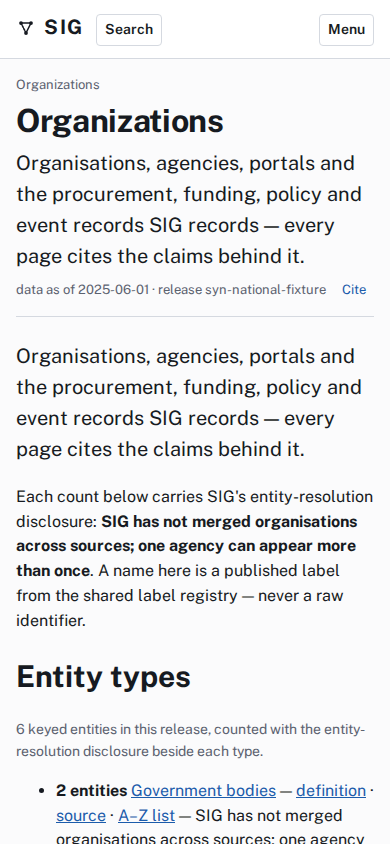 SIG Search Menu
Organizations
Organizations
Organisations, agencies, portals and
the procurement, funding, policy and
event records SIG records — every
page cites the claims behind it.
data as of 2025-06-01 · release syn-national-fixture Cite
Organisations, agencies, portals and
the procurement, funding, policy and
event records SIG records — every
page cites the claims behind it.
Each count below carries SIG's entity-resolution
disclosure: SIG has not merged organisations
across sources; one agency can appear more
than once. A name here is a published label
from the shared label registry — never a raw
identifier.
Entity types
6 keyed entities in this release, counted with the entity-
resolution disclosure beside each type.
• 2 entities Government bodies — definition ·
source · A–Z list — SIG has not merged
organisations across sources; one agency